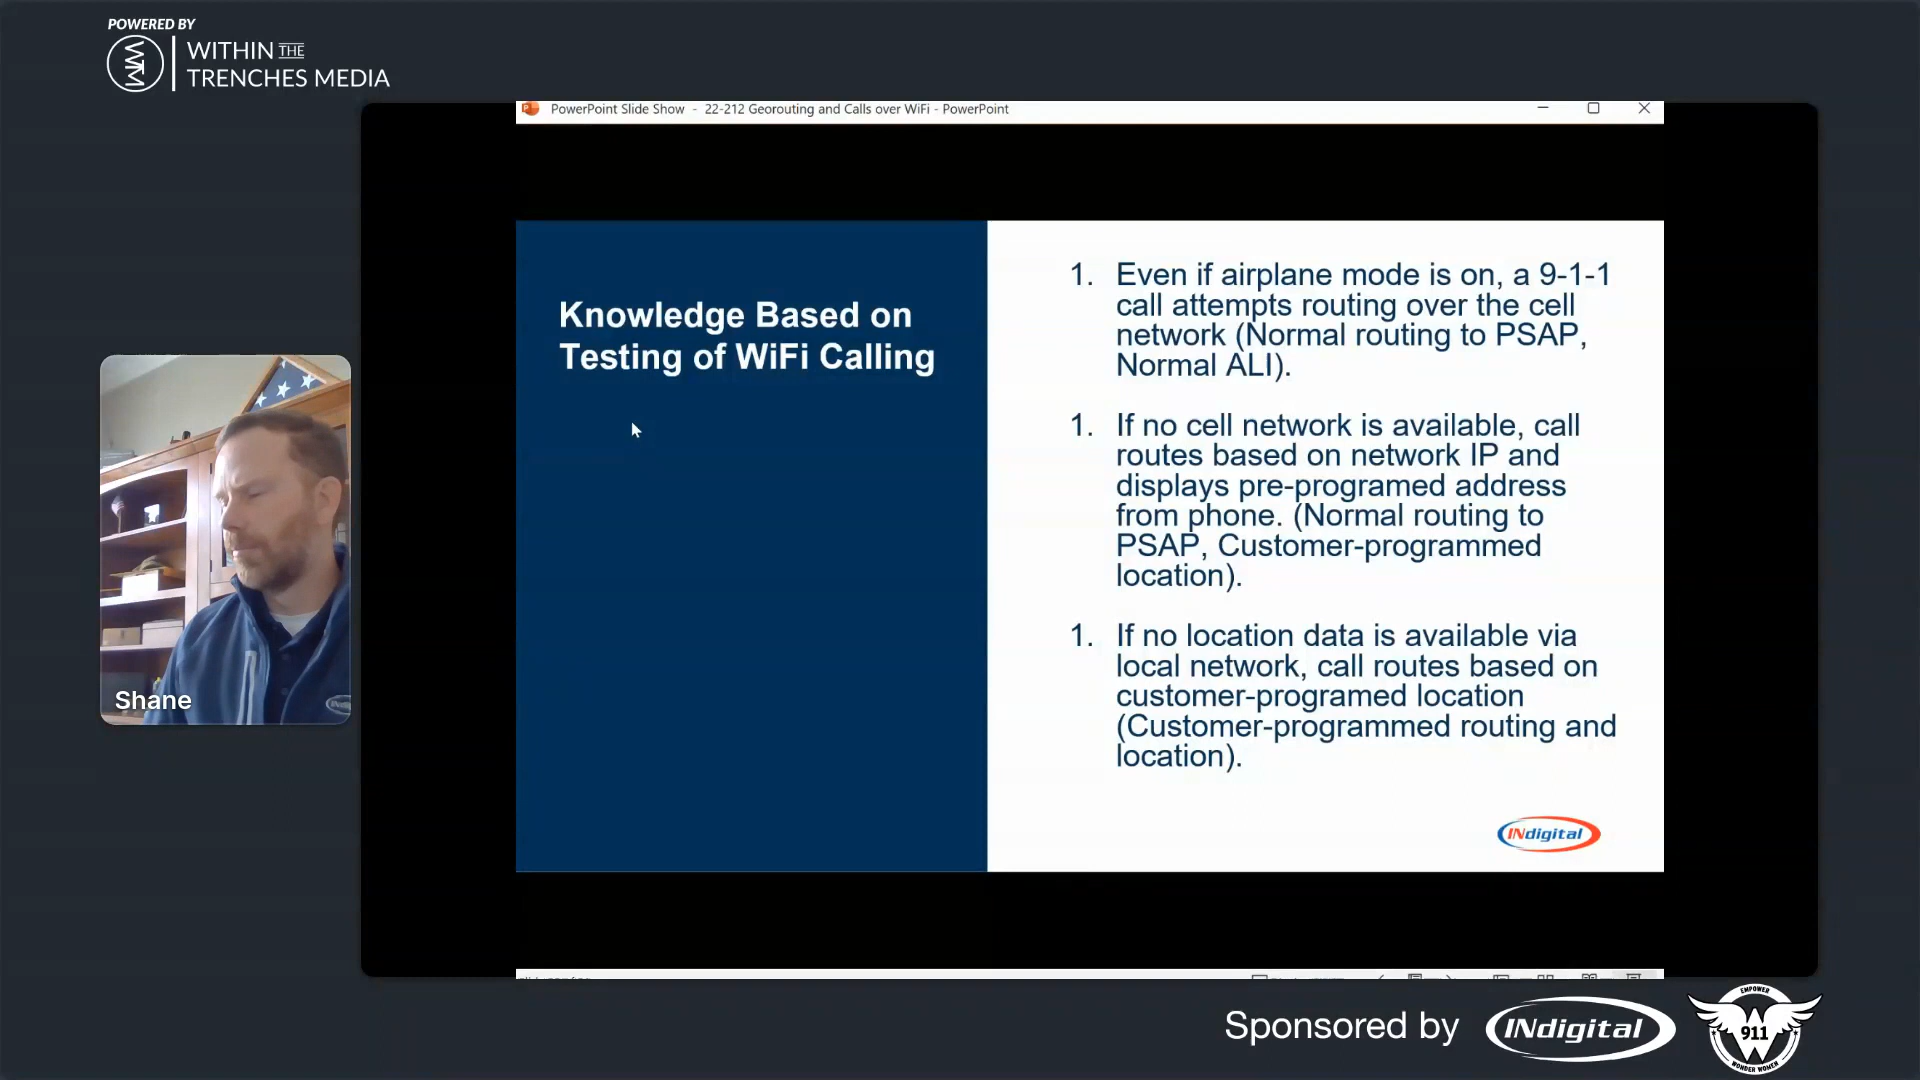 POWERED BY
WITHIN THE
TRENCHES MEDIA
PowerPoint Slide Show - 22-212 Georouting and Calls over WiFi - PowerPoint
Knowledge Based on
Testing of WiFi Calling
1. Even if airplane mode is on, a 9-1-1
call attempts routing over the cell
network (Normal routing to PSAP,
Normal ALI).
1. If no cell network is available, call
routes based on network IP and
displays pre-programed address
from phone. (Normal routing to
PSAP, Customer-programmed
location).
1. If no location data is available via
local network, call routes based on
customer-programed location
(Customer-programmed routing and
location).
INdigital
Shane
Sponsored by
INdigital
EMPOWER
911
W
WONDER WOMEN